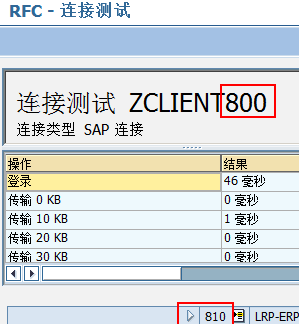 RFC - 连接测试
连接测试 ZCLIENT800
连接类型 SAP 连接
操作 结果
登录 46 毫秒
传输 0 KB 0 毫秒
传输 10 KB 1 毫秒
传输 20 KB 0 毫秒
传输 30 KB 0 毫秒
810 LRP-ERP